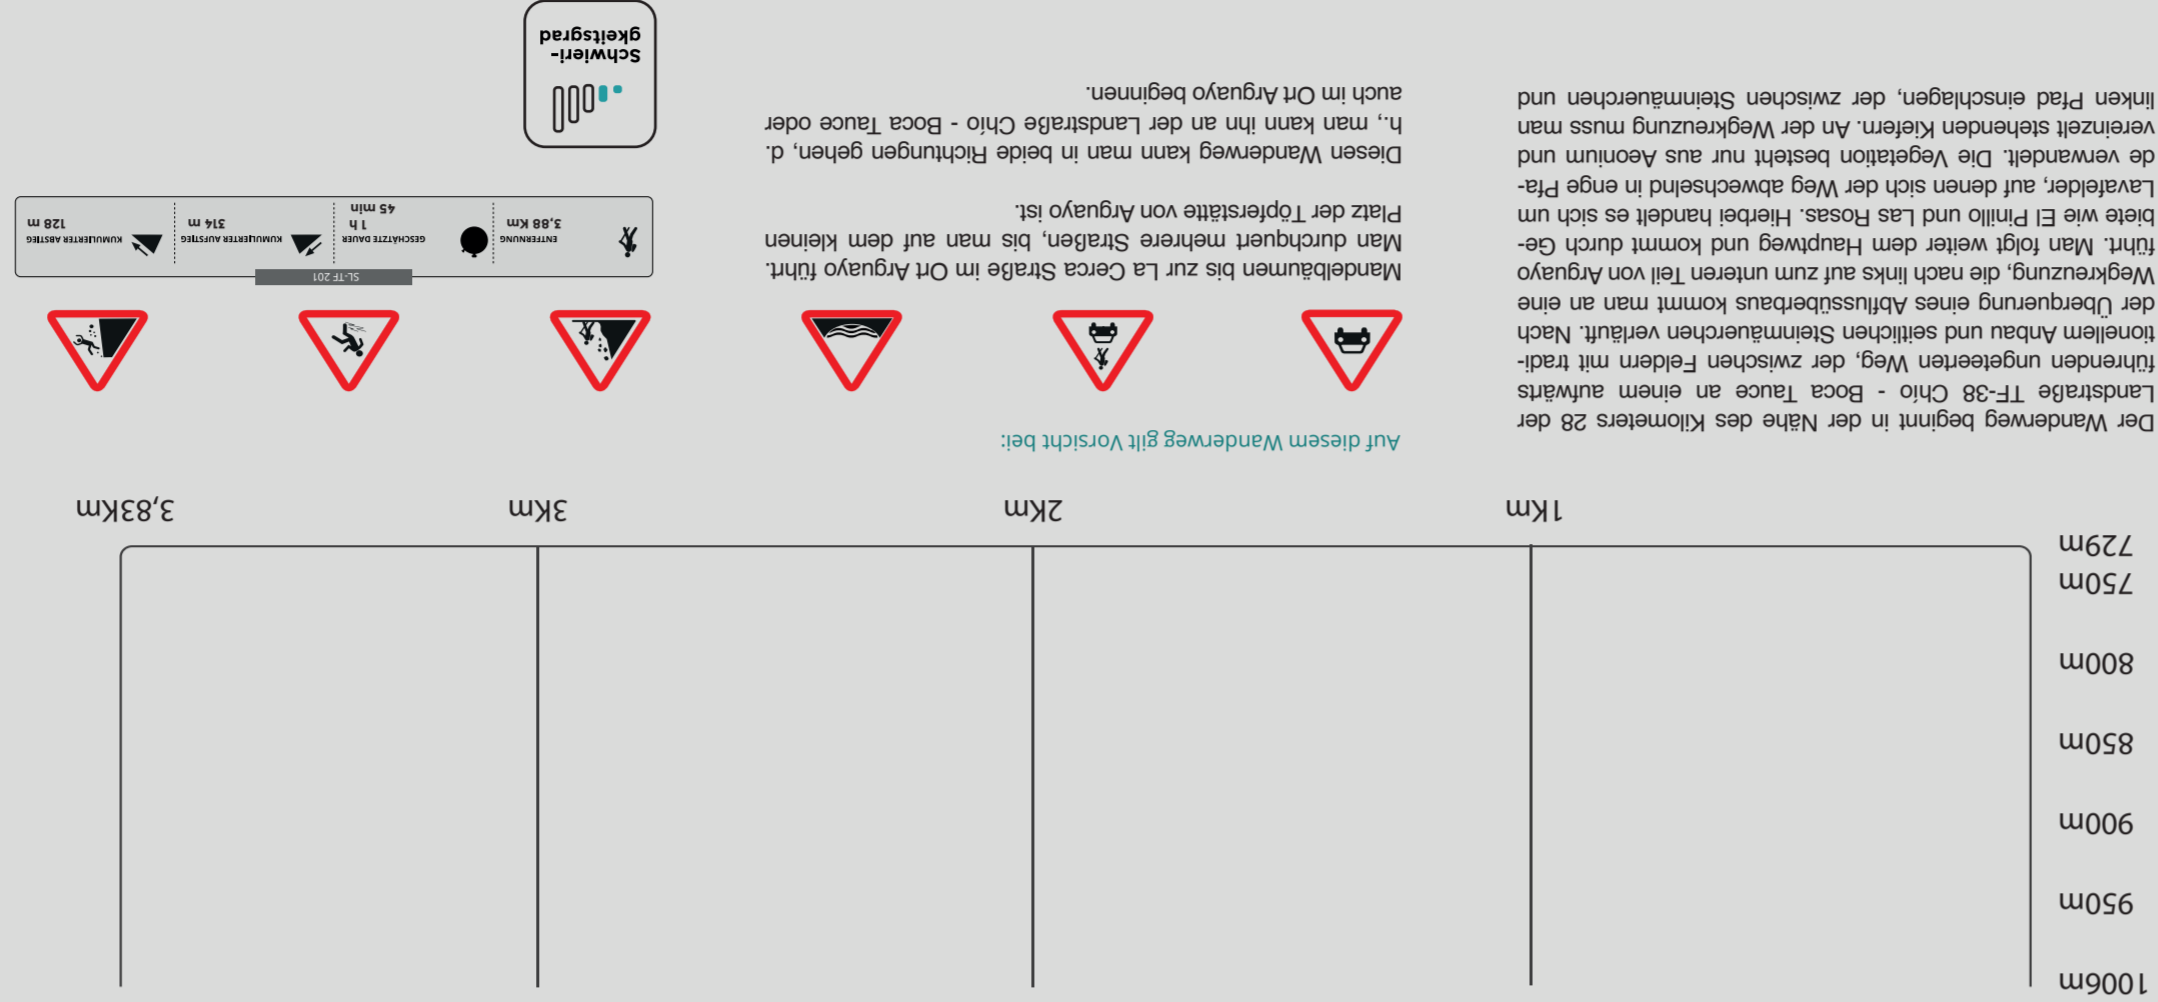 1006m
950m
900m
850m
800m
750m
729m
1Km
2Km
3Km
3,83Km
Der Wanderweg beginnt in der Nähe des Kilometers 28 der
Landstraße TF-38 Chío - Boca Tauce an einem aufwärts
führenden ungeteerten Weg, der zwischen Feldern mit tradi-
tionellem Anbau und seitlichen Steinmäuerchen verläuft. Nach
der Überquerung eines Abflussüberbaus kommt man an eine
Wegkreuzung, die nach links auf zum unteren Teil von Arguayo
führt. Man folgt weiter dem Hauptweg und kommt durch Ge-
biete wie El Pinillo und Las Rosas. Hierbei handelt es sich um
Lavafelder, auf denen sich der Weg abwechselnd in enge Pfa-
de verwandelt. Die Vegetation besteht nur aus Aeonium und
vereinzelt stehenden Kiefern. An der Wegkreuzung muss man
linken Pfad einschlagen, der zwischen Steinmäuerchen und
Auf diesem Wanderweg gilt Vorsicht bei:
Mandelbäumen bis zur La Cerca Straße im Ort Arguayo führt.
Man durchquert mehrere Straßen, bis man auf dem kleinen
Platz der Töpferstätte von Arguayo ist.
Diesen Wanderweg kann man in beide Richtungen gehen, d.
h., man kann ihn an der Landstraße Chío - Boca Tauce oder
auch im Ort Arguayo beginnen.
SL-TF 201
ENTFERNUNG
3,88 Km
GESCHÄTZTE DAUER
1 h
45 min
KUMULIERTER AUFSTIEG
314 m
KUMULIERTER ABSTIEG
128 m
Schwieri-
gkeitsgrad